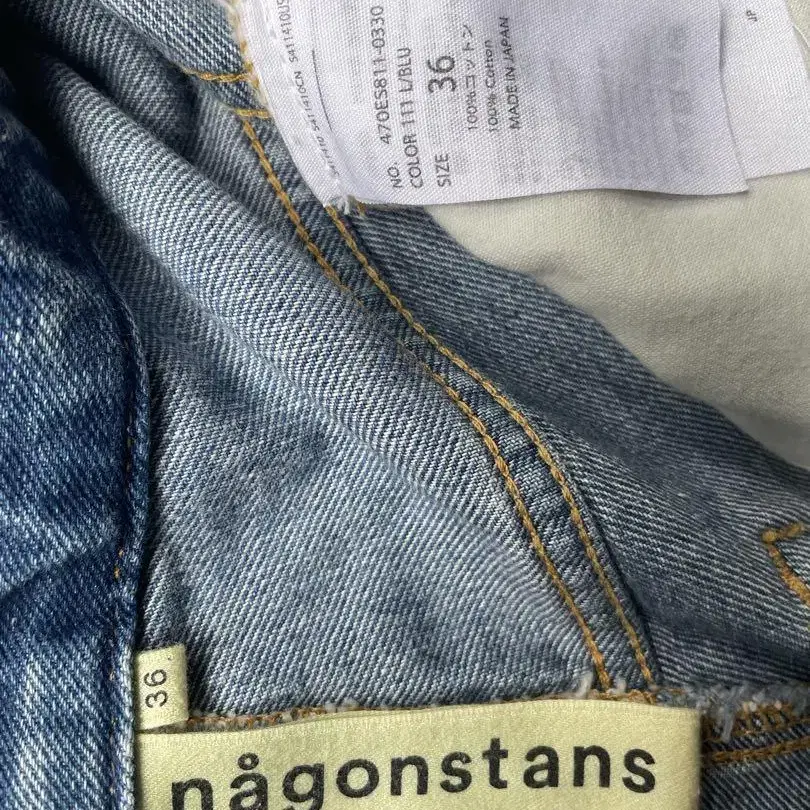 NO. 470ES811-0330
COLOR 111 L/BLU
SIZE 36
100%コットン
100% Cotton
MADE IN JAPAN
JP
36
någonstans